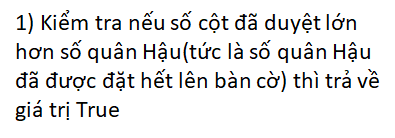 1) Kiểm tra nếu số cột đã duyệt lớn
hơn số quân Hậu(tức là số quân Hậu
đã được đặt hết lên bàn cờ) thì trả về
giá trị True